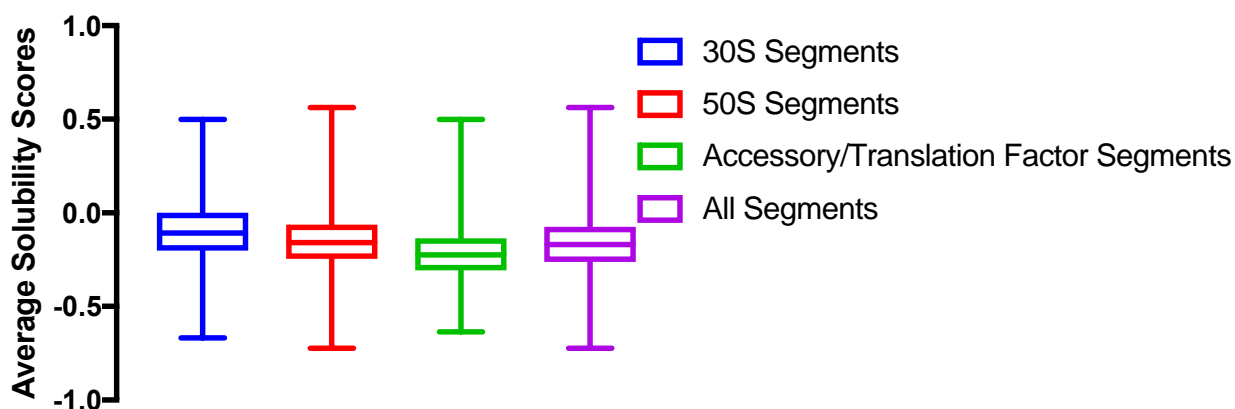 Average Solubility Scores
1.0
0.5
0.0
-0.5
-1.0
30S Segments
50S Segments
Accessory/Translation Factor Segments
All Segments